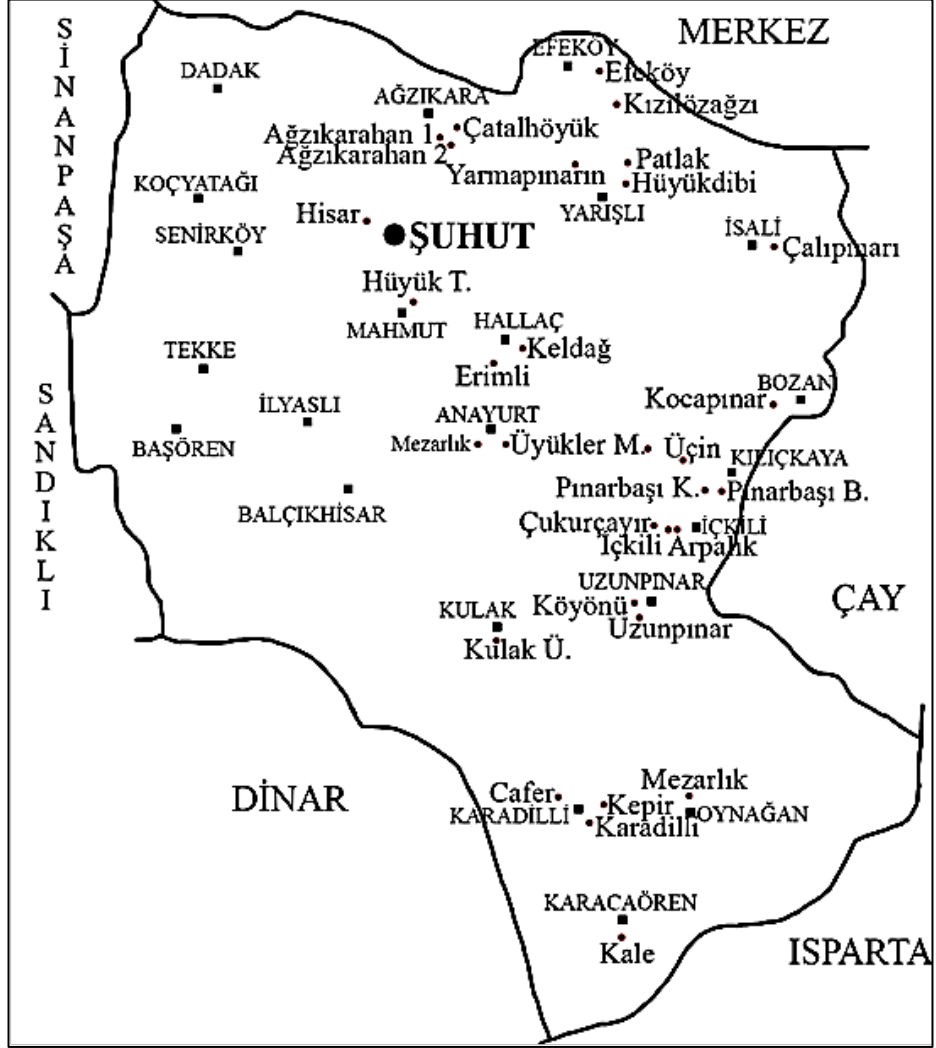 SİNANPAŞA
MERKEZ
EFEKÖY
Efeköy
DADAK
AĞZIKARA
Kızılözağzı
Çatalhöyük
Ağzıkarahan 1
Ağzıkarahan 2
Yarmapınarın
Patlak
Hüyükdibi
KOÇYATAĞI
YARIŞLI
Hisar
ŞUHUT
SENİRKÖY
İSALİ
Çalıpınarı
Hüyük T.
MAHMUT
HALLAÇ
Keldağ
TEKKE
Erimli
SANDIKLI
BOZAN
Kocapınar
İLYASLI
ANAYURT
Mezarlık
Üyükler M.
Üçin
BAŞÖREN
KILIÇKAYA
Pınarbaşı K.
Pınarbaşı B.
BALÇIKHİSAR
Çukurçayır
İÇKİLİ
İçkili
Arpalık
UZUNPINAR
ÇAY
Köyönü
KULAK
Uzunpınar
Kulak Ü.
Mezarlık
DİNAR
Cafer
Kepir
KARADİLLİ
OYNAĞAN
Karadilli
KARACAÖREN
Kale
ISPARTA